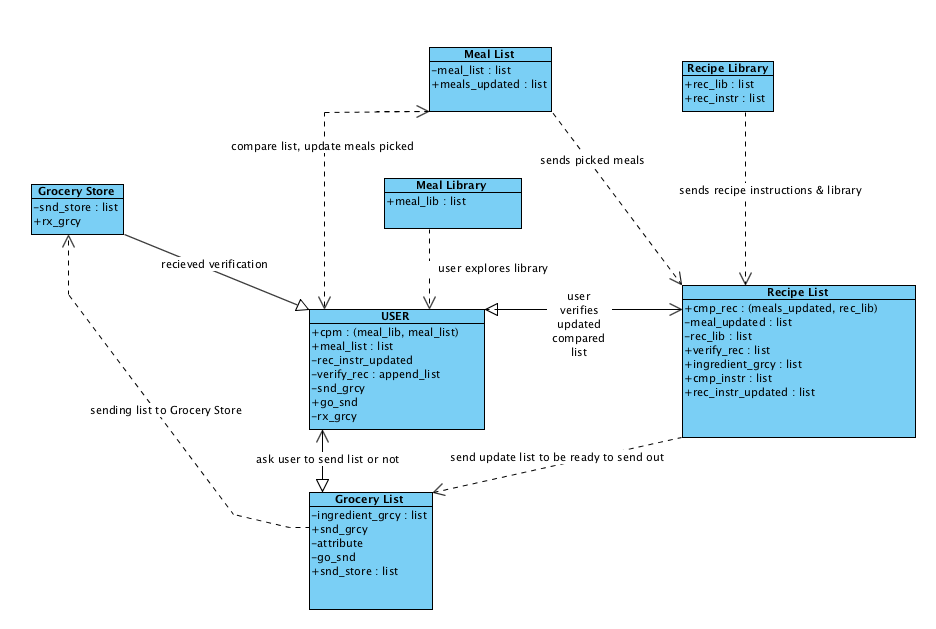 Meal List
-meal_list : list
+meals_updated : list
Recipe Library
+rec_lib : list
+rec_instr : list
compare list, update meals picked
sends picked meals
Grocery Store
-snd_store : list
+rx_grcy
Meal Library
+meal_lib : list
sends recipe instructions & library
recieved verification
user explores library
USER
+cpm : (meal_lib, meal_list)
+meal_list : list
-rec_instr_updated
-verify_rec : append_list
-snd_grcy
+go_snd
-rx_grcy
user
verifies
updated
compared
list
Recipe List
+cmp_rec : (meals_updated, rec_lib)
-meal_updated : list
-rec_lib : list
+verify_rec : list
+ingredient_grcy : list
+cmp_instr : list
+rec_instr_updated : list
sending list to Grocery Store
ask user to send list or not
send update list to be ready to send out
Grocery List
-ingredient_grcy : list
+snd_grcy
-attribute
-go_snd
+snd_store : list